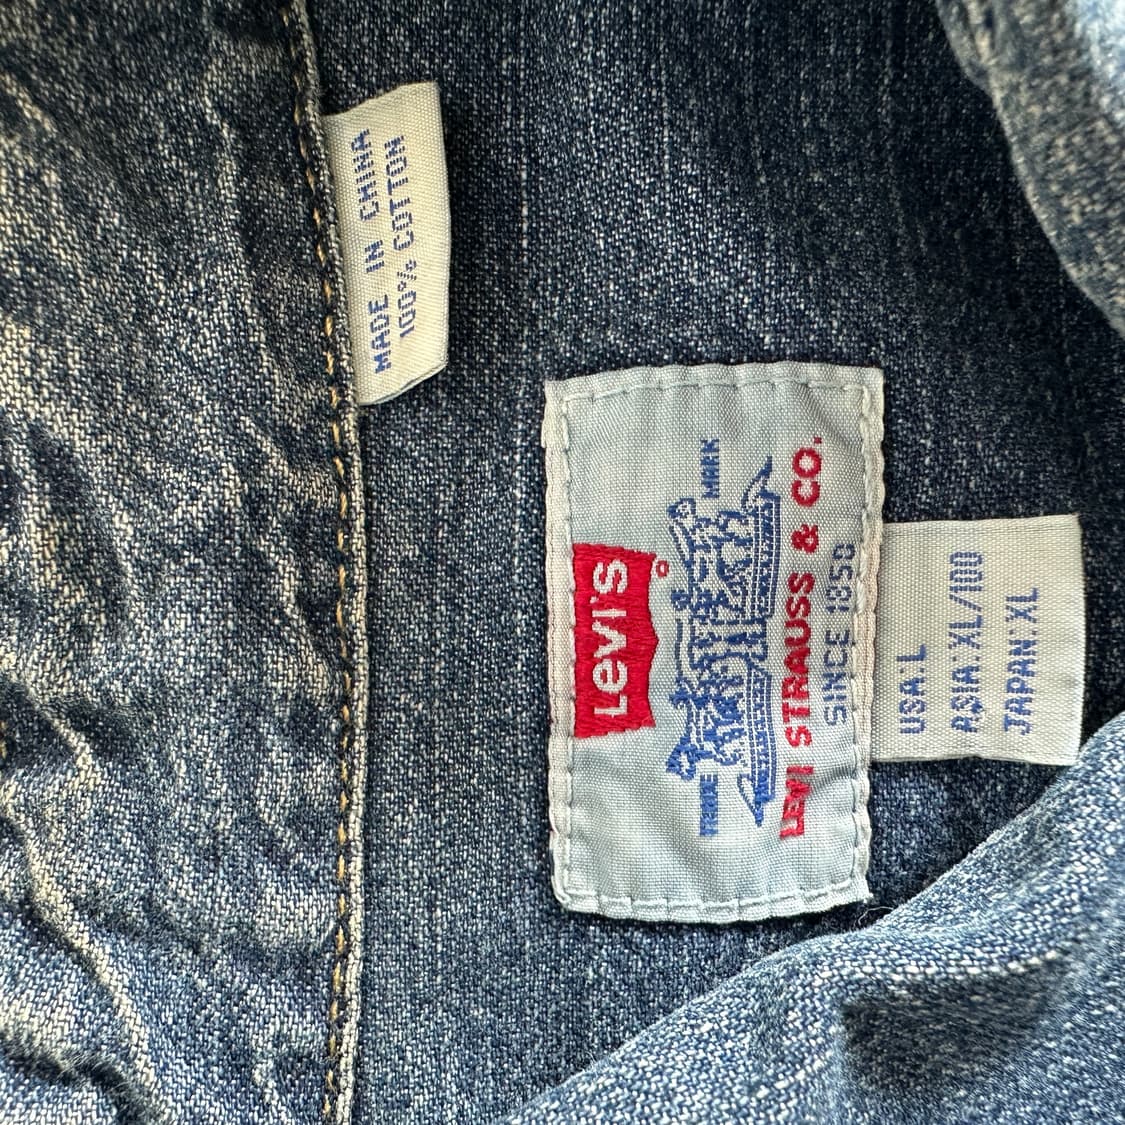 MADE IN CHINA
100% COTTON
Levi's
®
TRADE MARK
LEVI STRAUSS & CO.
SINCE 1850
USA:L
ASIA:XL/100
JAPAN:XL